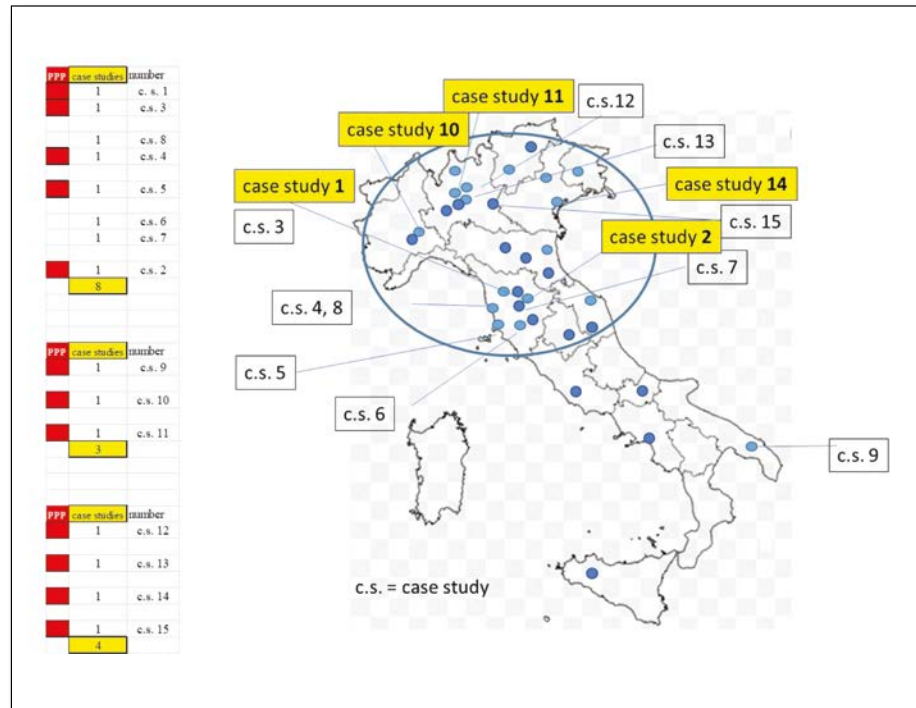 PPP case studies number
1 c. s. 1
1 c.s. 3
1 c.s. 8
1 c.s. 4
1 c.s. 5
1 c.s. 6
1 c.s. 7
1 c.s. 2
8
PPP case studies number
1 c.s. 9
1 c.s. 10
1 c.s. 11
3
PPP case studies number
1 c.s. 12
1 c.s. 13
1 c.s. 14
1 c.s. 15
4
case study 11
c.s.12
case study 10
c.s. 13
case study 1
case study 14
c.s. 3
c.s. 15
case study 2
c.s. 7
c.s. 4, 8
c.s. 5
c.s. 6
c.s. 9
c.s. = case study